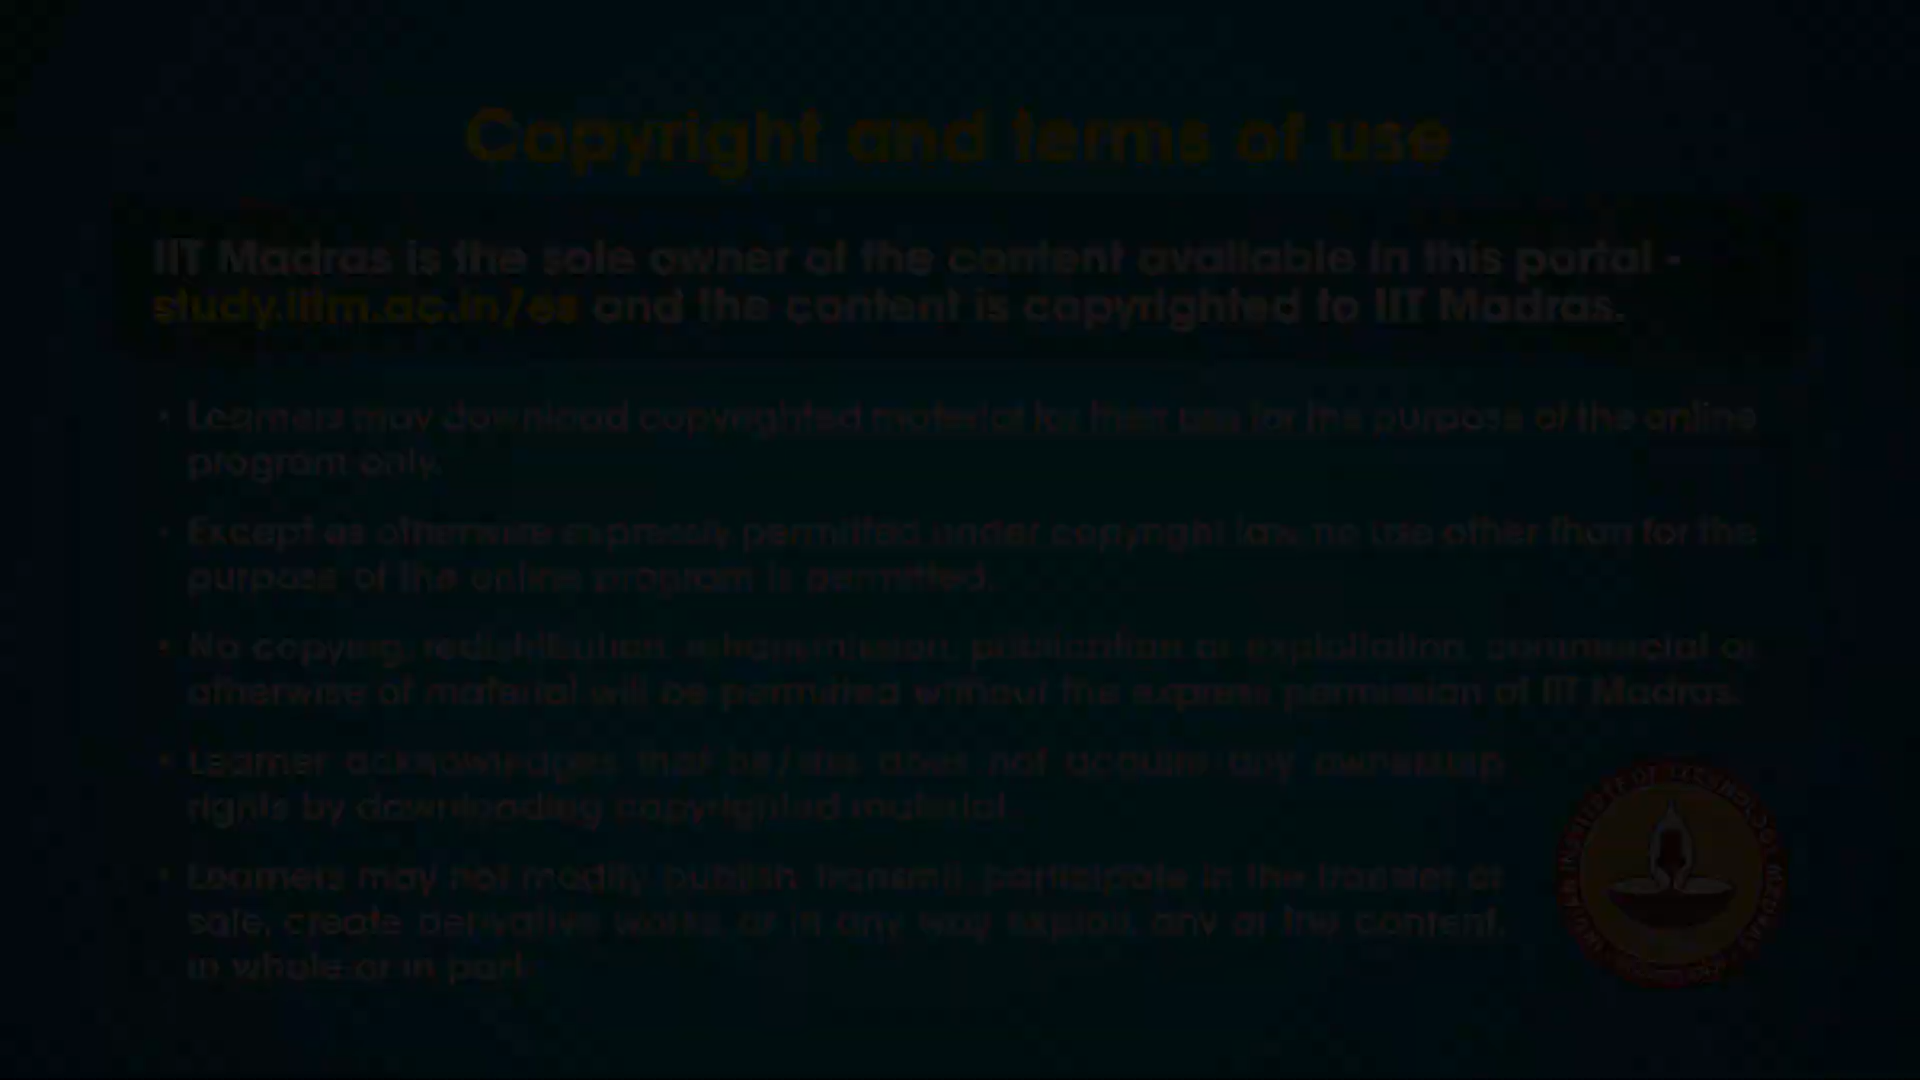 Copyright and terms of use
IIT Madras is the sole owner of the content available in this portal -
study.iitm.ac.in/es and the content is copyrighted to IIT Madras.
• Learners may download copyrighted material for their use for the purpose of the online
program only.
• Except as otherwise expressly permitted under copyright law, no use other than for the
purpose of the online program is permitted.
• No copying, redistribution, retransmission, publication or exploitation, commercial or
otherwise of material will be permitted without the express permission of IIT Madras.
• Learner acknowledges that he/she does not acquire any ownership
rights by downloading copyrighted material.
• Learners may not modify, publish, transmit, participate in the transfer or
sale, create derivative works, or in any way exploit, any of the content,
in whole or in part.